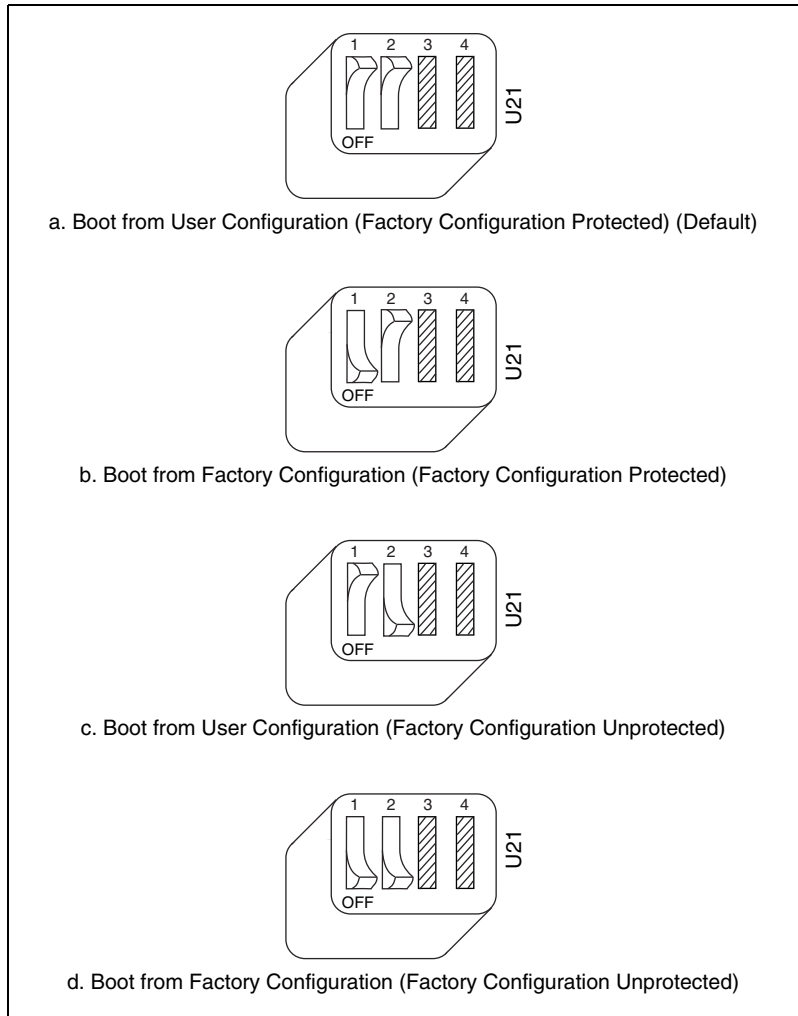 1 2 3 4
OFF
U21
a. Boot from User Configuration (Factory Configuration Protected) (Default)
1 2 3 4
OFF
U21
b. Boot from Factory Configuration (Factory Configuration Protected)
1 2 3 4
OFF
U21
c. Boot from User Configuration (Factory Configuration Unprotected)
1 2 3 4
OFF
U21
d. Boot from Factory Configuration (Factory Configuration Unprotected)